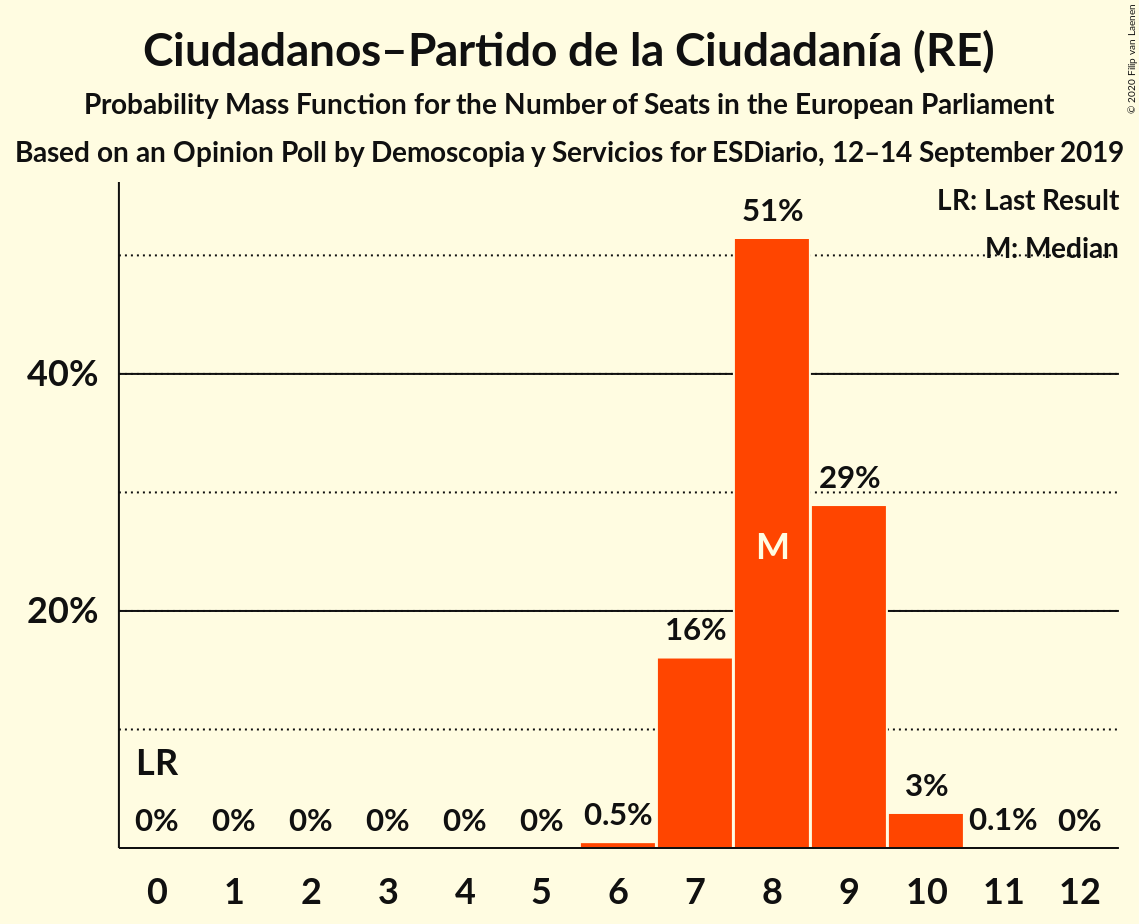 Ciudadanos–Partido de la Ciudadanía (RE)
Probability Mass Function for the Number of Seats in the European Parliament
Based on an Opinion Poll by Demoscopia y Servicios for ESDiario, 12–14 September 2019
© 2020 Filip van Laenen
LR: Last Result
M: Median
51%
40%
29%
M
20%
16%
LR
0% 0% 0% 0% 0% 0% 0.5% 3% 0.1% 0%
0 1 2 3 4 5 6 7 8 9 10 11 12